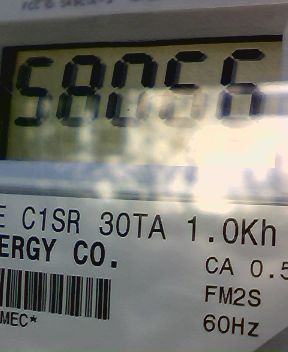 58056
E C1SR 30TA 1.0Kh
ERGY CO.
CA 0.5
FM2S
MEC*
60Hz